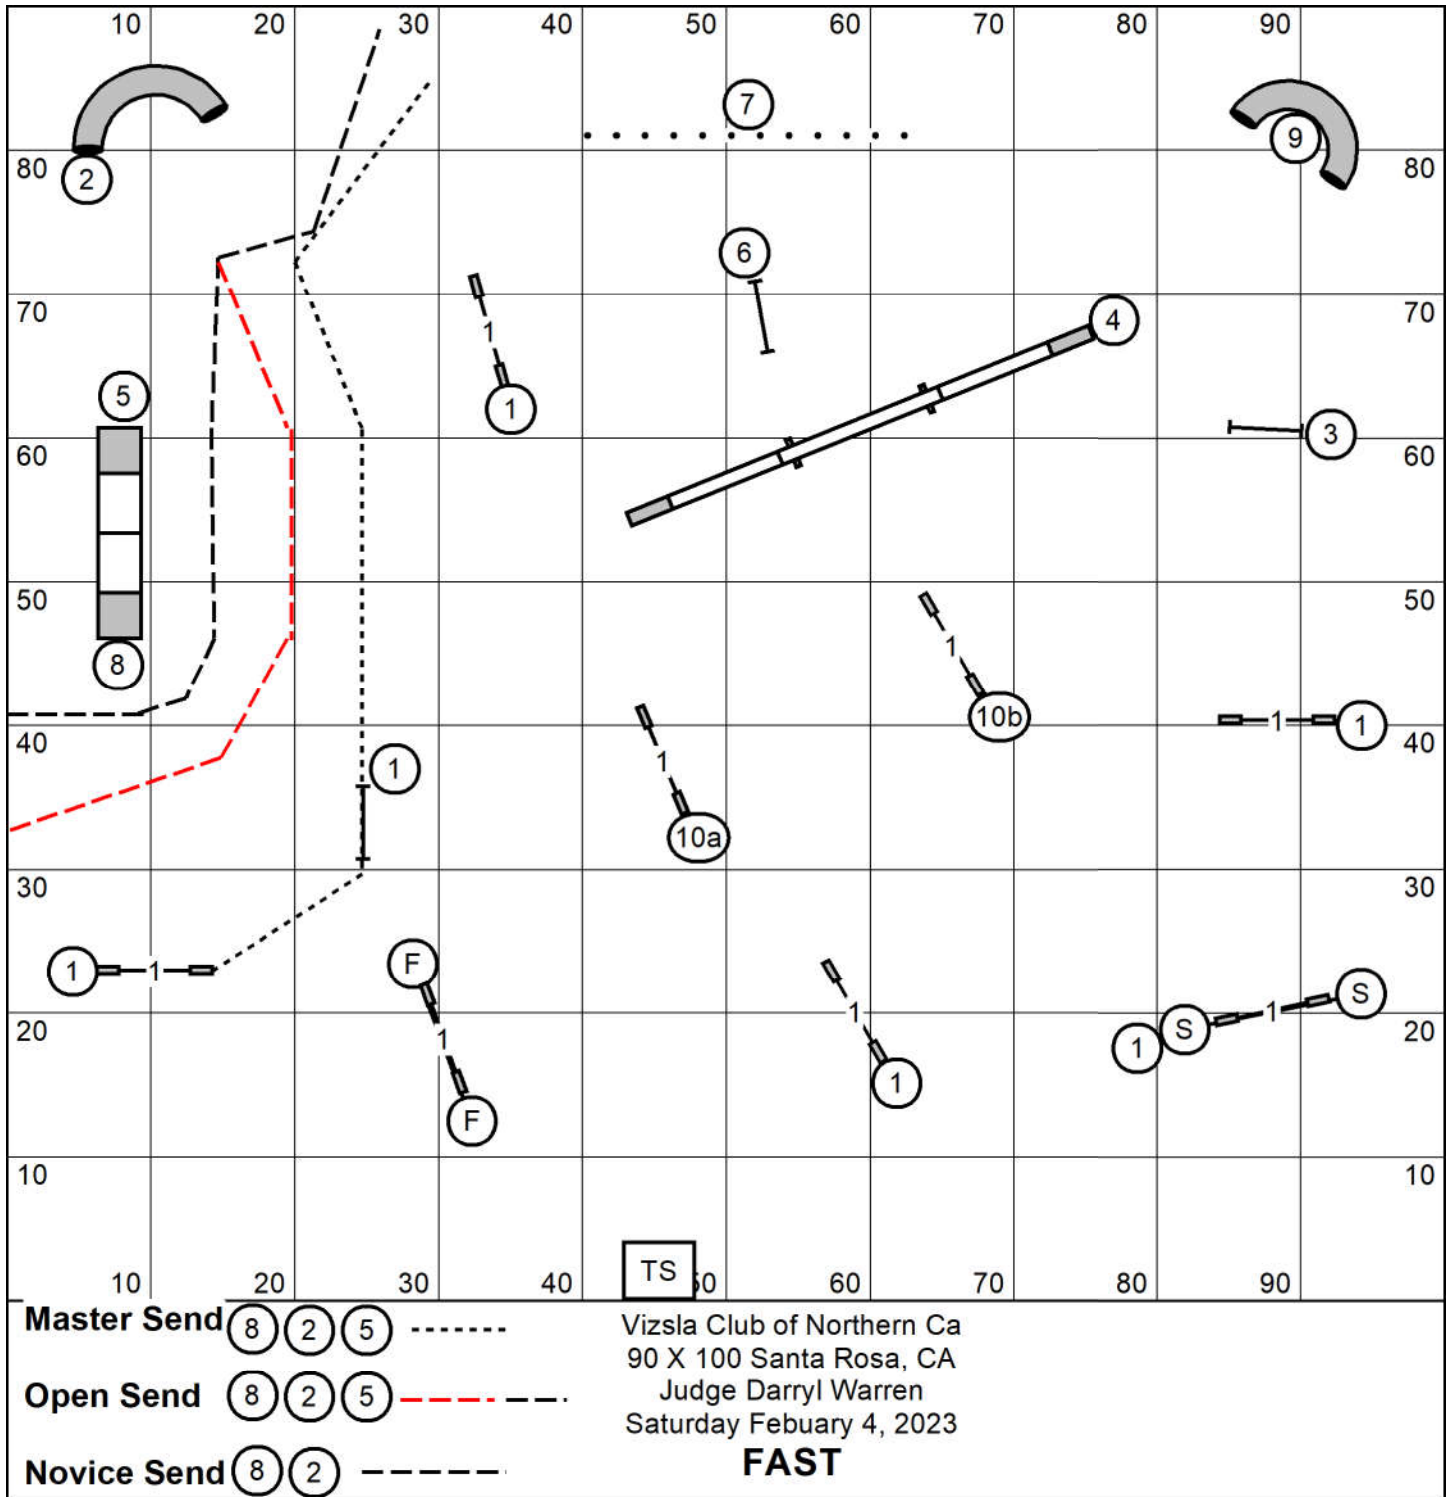 10 20 30 40 50 60 70 80 90
7
9
80 2 80
6
70 4 70
1
5 1
60 3 60
50 50
1
8
10b
40 1 1 40
1 1
10a
30 30
F
1 1
S
20 1 1 1 S 20
1
1
F
10 10
TS
10 20 30 40 50 60 70 80 90
Master Send 8 2 5
Open Send 8 2 5
Novice Send 8 2
Vizsla Club of Northern Ca
90 X 100 Santa Rosa, CA
Judge Darryl Warren
Saturday Febuary 4, 2023
FAST